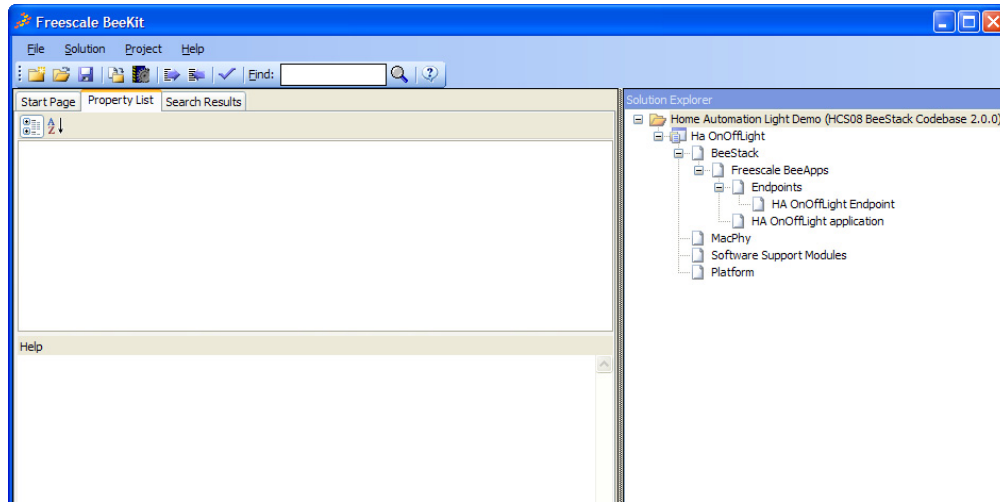 Freescale BeeKit
File Solution Project Help
Find:
Start Page Property List Search Results
Solution Explorer
Home Automation Light Demo (HCS08 BeeStack Codebase 2.0.0)
Ha OnOffLight
BeeStack
Freescale BeeApps
Endpoints
HA OnOffLight Endpoint
HA OnOffLight application
MacPhy
Software Support Modules
Platform
Help